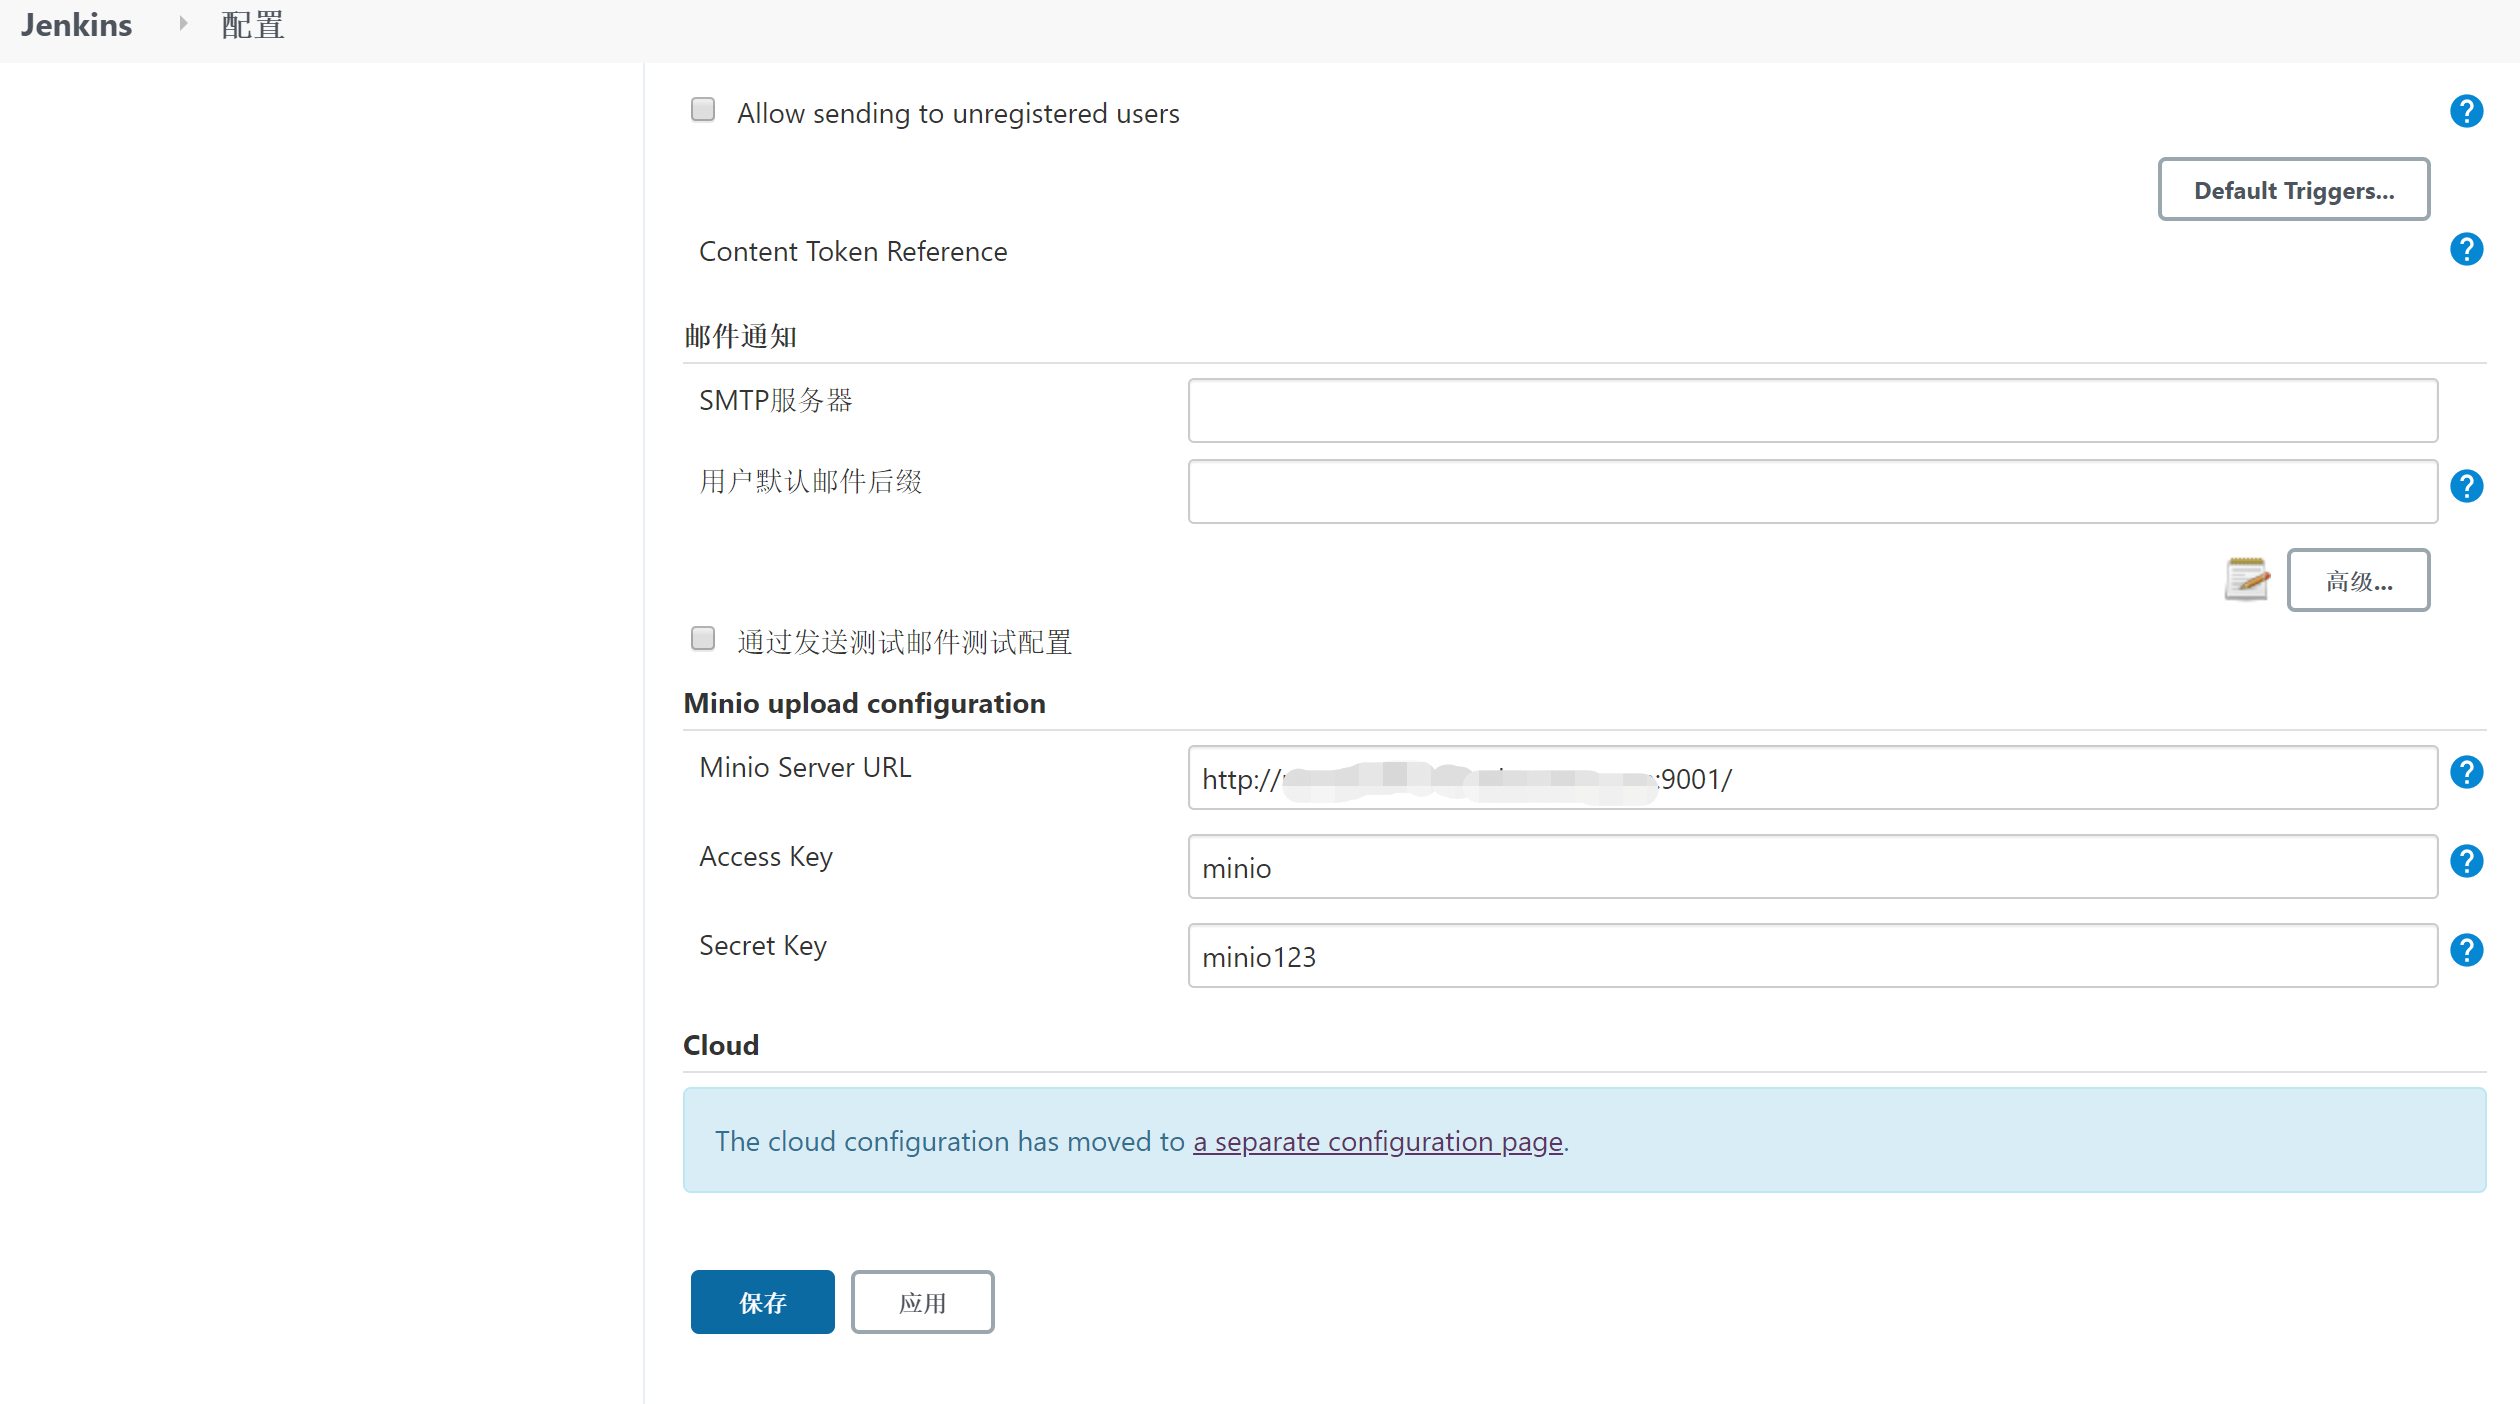 Jenkins 配置
Allow sending to unregistered users
Default Triggers...
Content Token Reference
邮件通知
SMTP服务器
用户默认邮件后缀
高级...
通过发送测试邮件测试配置
Minio upload configuration
Minio Server URL http:// :9001/
Access Key minio
Secret Key minio123
Cloud
The cloud configuration has moved to a separate configuration page.
保存 应用